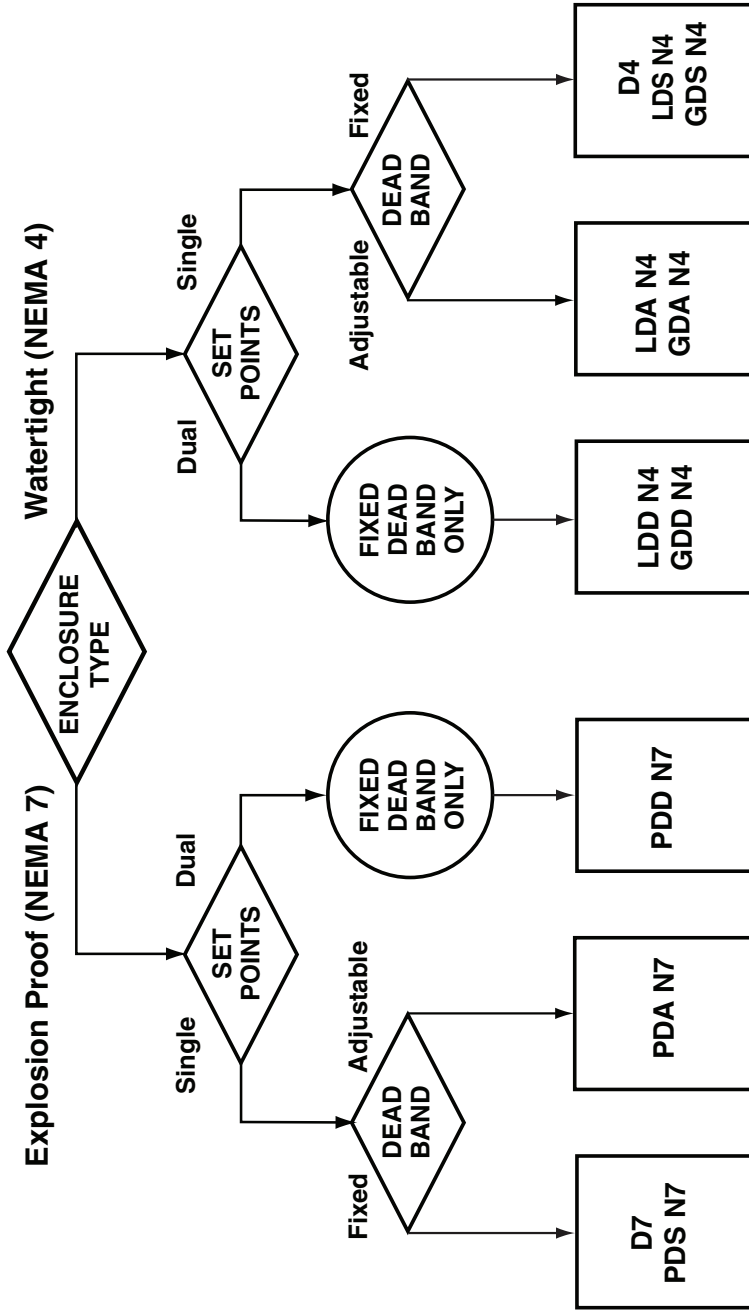 ENCLOSURE
TYPE
Explosion Proof (NEMA 7)
Watertight (NEMA 4)
SET
POINTS
Single
Dual
SET
POINTS
Dual
Single
DEAD
BAND
Fixed
Adjustable
FIXED
DEAD
BAND
ONLY
FIXED
DEAD
BAND
ONLY
DEAD
BAND
Adjustable
Fixed
D7
PDS N7
PDA N7
PDD N7
LDD N4
GDD N4
LDA N4
GDA N4
D4
LDS N4
GDS N4